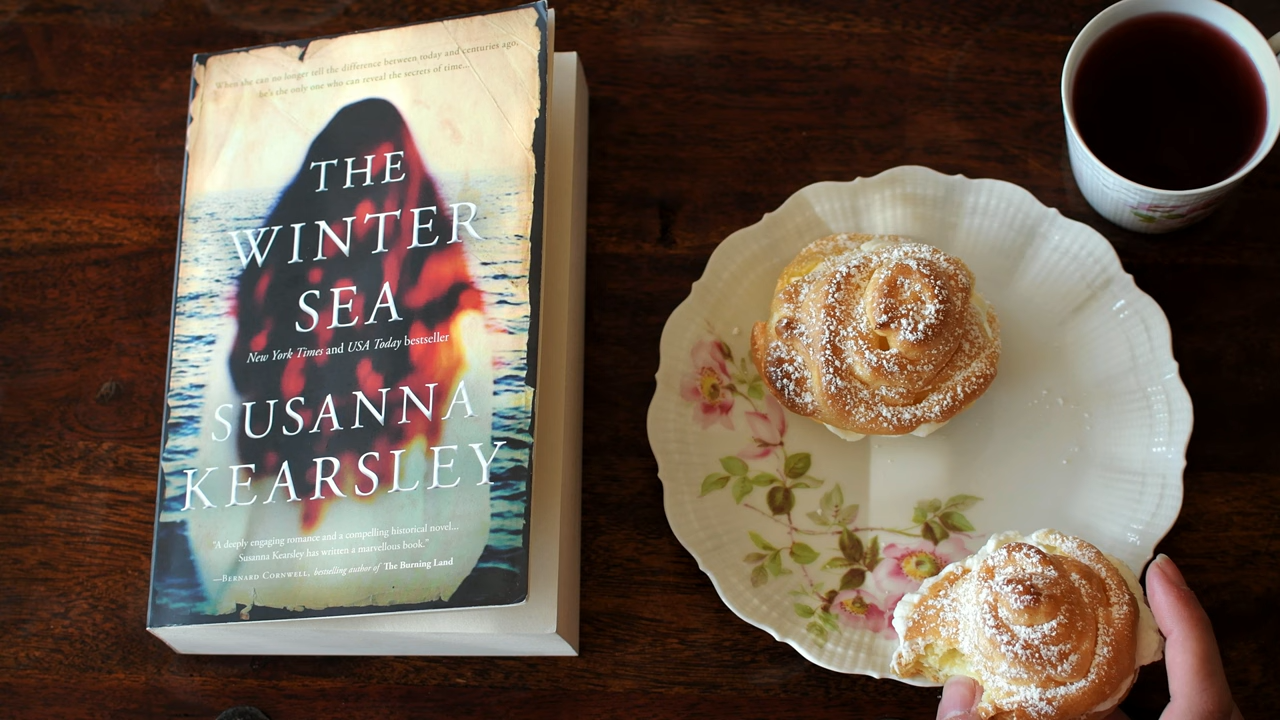 When she can no longer tell the difference between today and centuries ago,
he's the only one who can reveal the secrets of time...
THE
WINTER
SEA
New York Times and USA Today bestseller
SUSANNA
KEARSLEY
"A deeply engaging romance and a compelling historical novel...
Susanna Kearsley has written a marvellous book."
—BERNARD CORNWELL, bestselling author of The Burning Land